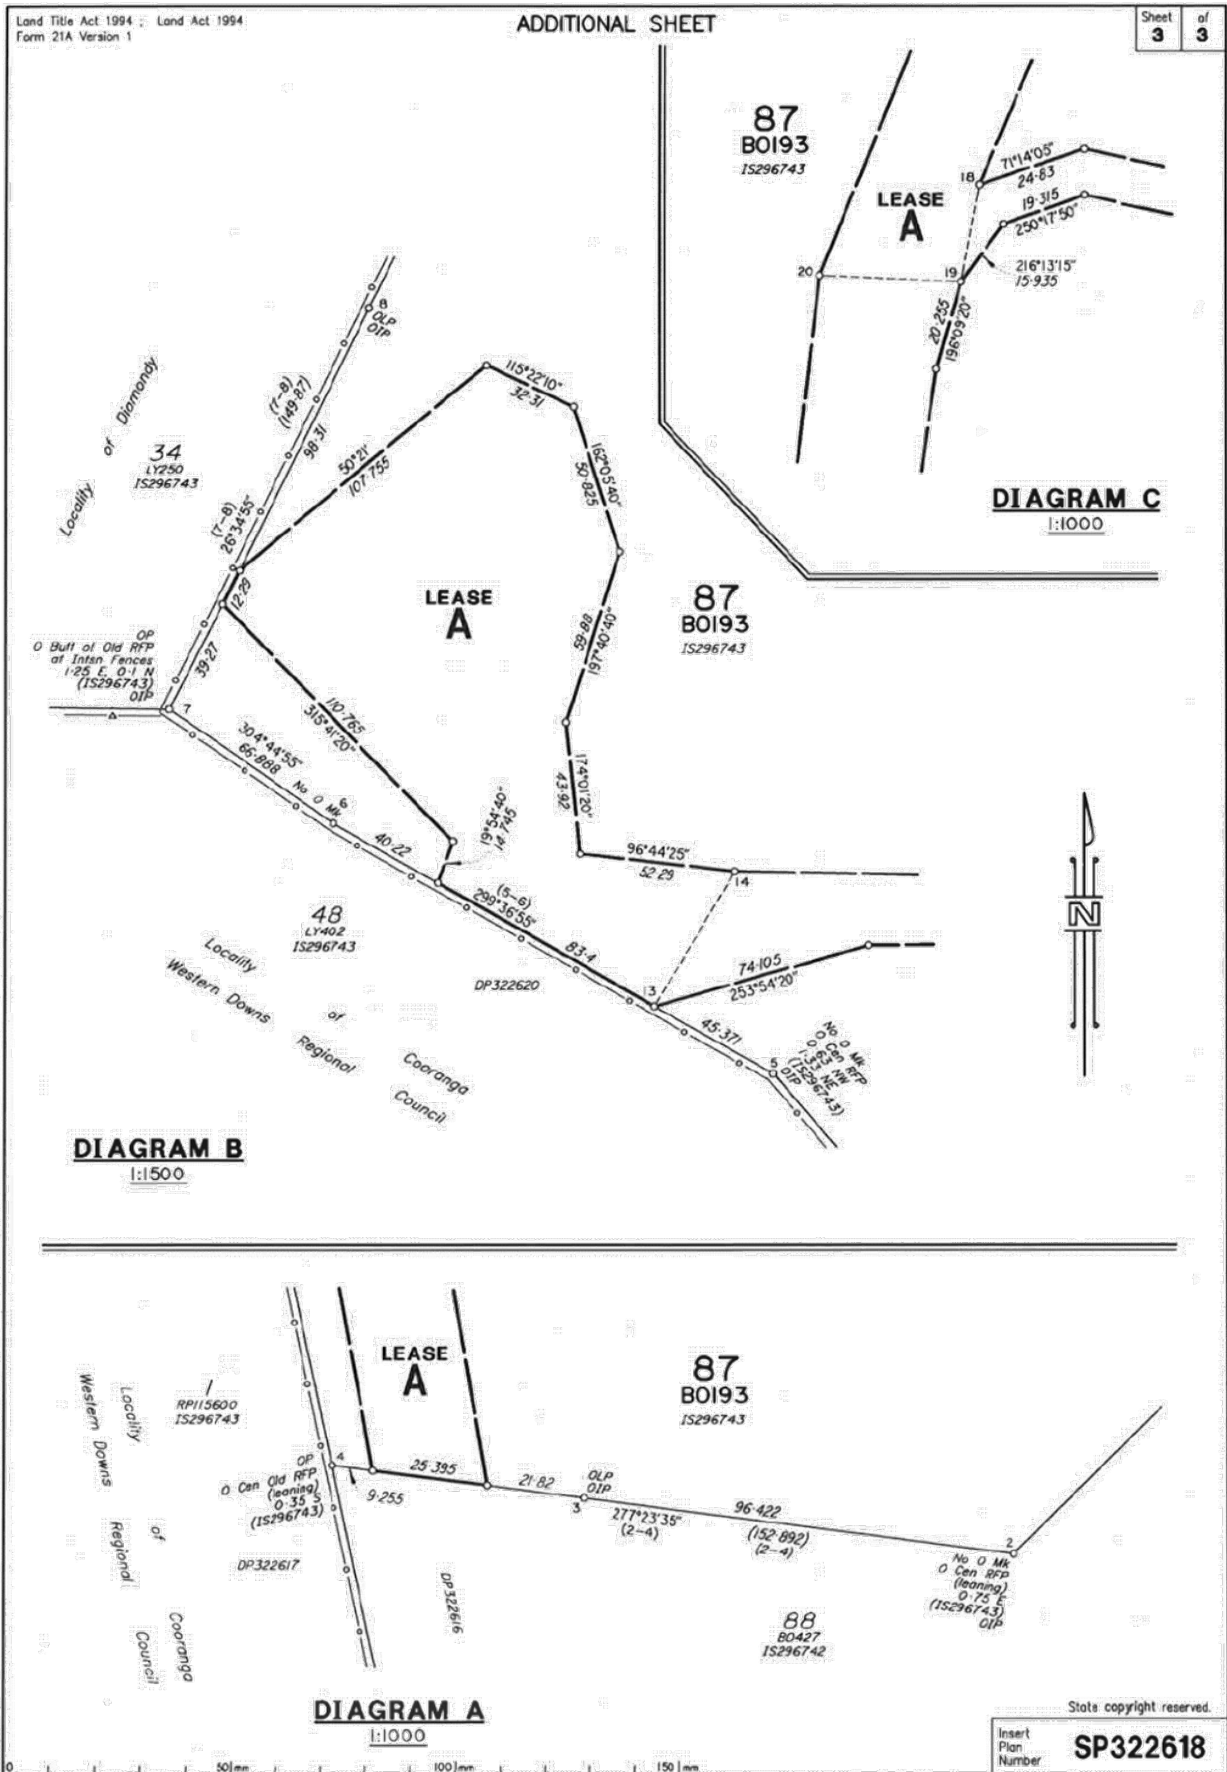 Land Title Act 1994 ; Land Act 1994
Form 21A Version 1
ADDITIONAL SHEET
Sheet of
3 3
87
BO193
IS296743
LEASE
A
18
71°14'05"
24·83
19·315
250°17'50"
216°13'15"
15·935
20
19
20·255
196°09'20"
DIAGRAM C
1:1000
8
OLP
OIP
(7-8)
(149·87)
98·31
Locality of Diamondy
34
LY250
IS296743
(7-8)
26°34'55"
12·29
50°21'
107·755
115°22'10"
32·31
162°05'40"
50·825
LEASE
A
87
BO193
IS296743
59·88
197°40'40"
OP
O Butt of Old RFP
at Intsn Fences
1·25 E, 0·1 N
(IS296743)
OIP
39·27
7
110·765
315°41'20"
304°44'55"
66·888
No O Mk
6
40·22
19°54'40"
14·745
174°01'20"
43·92
96°44'25"
52·29
14
48
LY402
IS296743
(5-6)
299°36'55"
83·4
DP322620
13
74·105
253°54'20"
45·371
5
No O Mk
O Cen RFP
0·63 NW
1·33 NE
(IS296743)
OIP
Locality of Cooranga
Western Downs Regional Council
N
DIAGRAM B
1:1500
LEASE
A
87
BO193
IS296743
1
RP115600
IS296743
Locality of Cooranga
Western Downs Regional Council
OP
O Cen Old RFP
(leaning)
0·35 S
(IS296743)
4
9·255
25·395
21·82
OLP
OIP
3
277°23'35"
(2-4)
96·422
(152·892)
(2-4)
2
No O Mk
O Cen RFP
(leaning)
0·75 E
(IS296743)
OIP
DP322617
DP322616
88
BO427
IS296742
DIAGRAM A
1:1000
State copyright reserved.
Insert
Plan
Number
SP322618
0 50mm 100mm 150mm